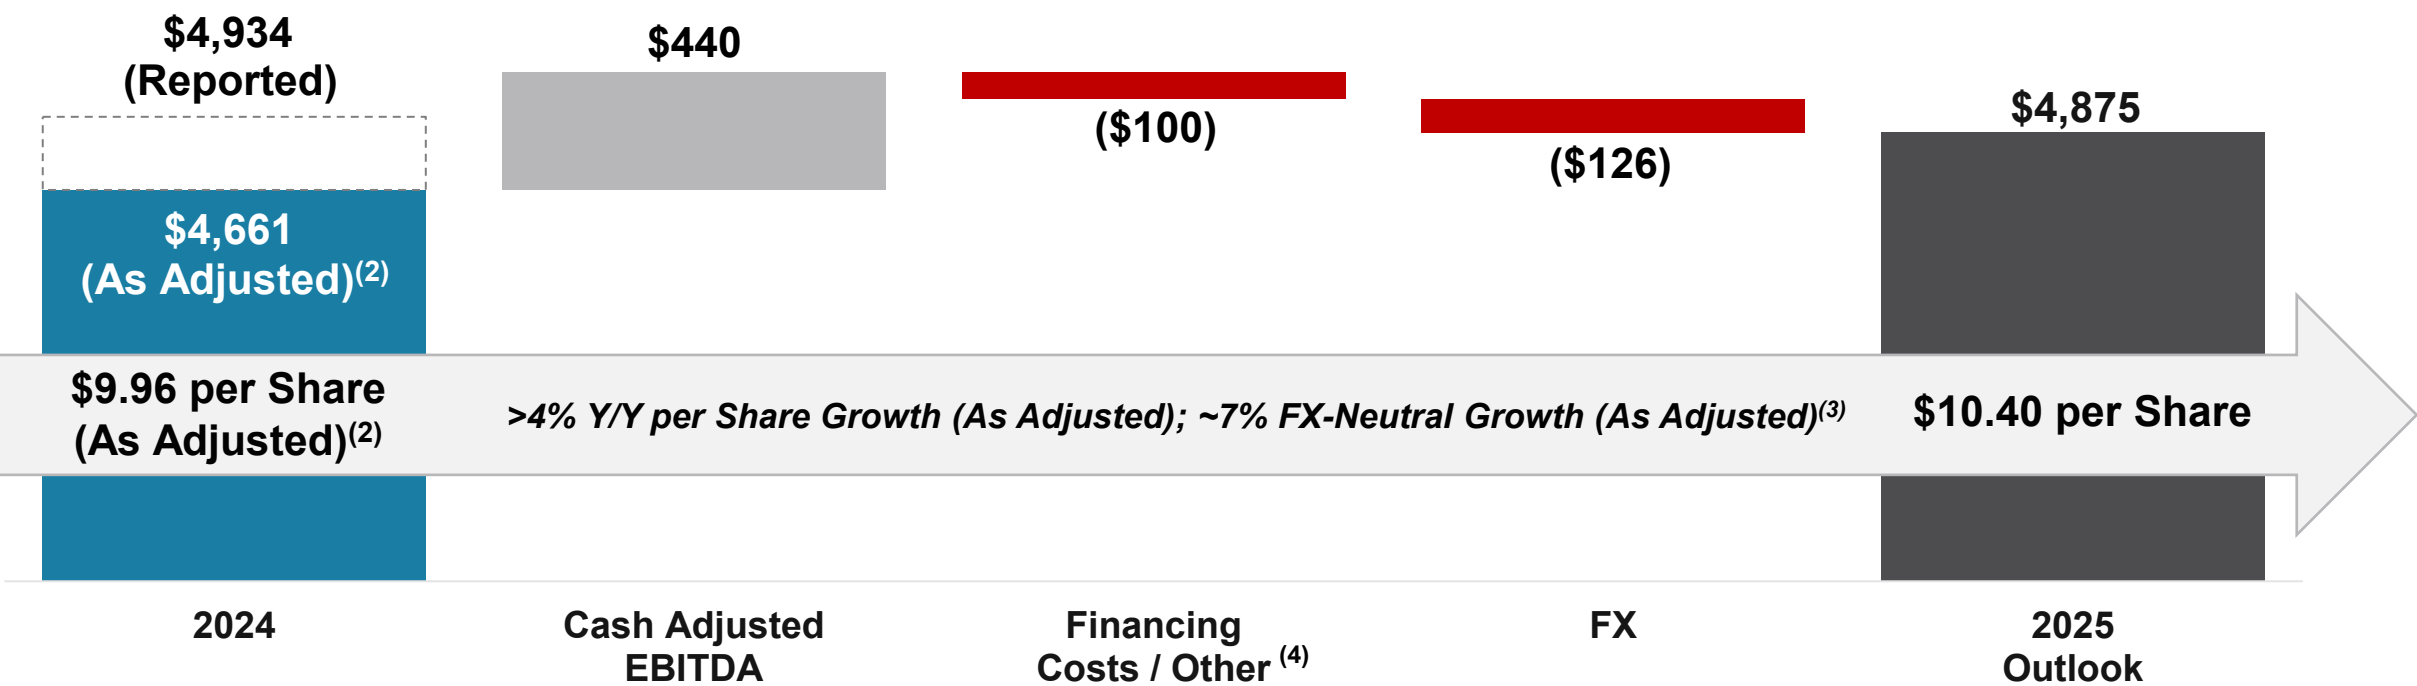 $4,934
(Reported)
$440
($100)
($126)
$4,875
$4,661
(As Adjusted)(2)
$9.96 per Share
(As Adjusted)(2)
>4% Y/Y per Share Growth (As Adjusted); ~7% FX-Neutral Growth (As Adjusted)(3)
$10.40 per Share
2024
Cash Adjusted
EBITDA
Financing
Costs / Other (4)
FX
2025
Outlook